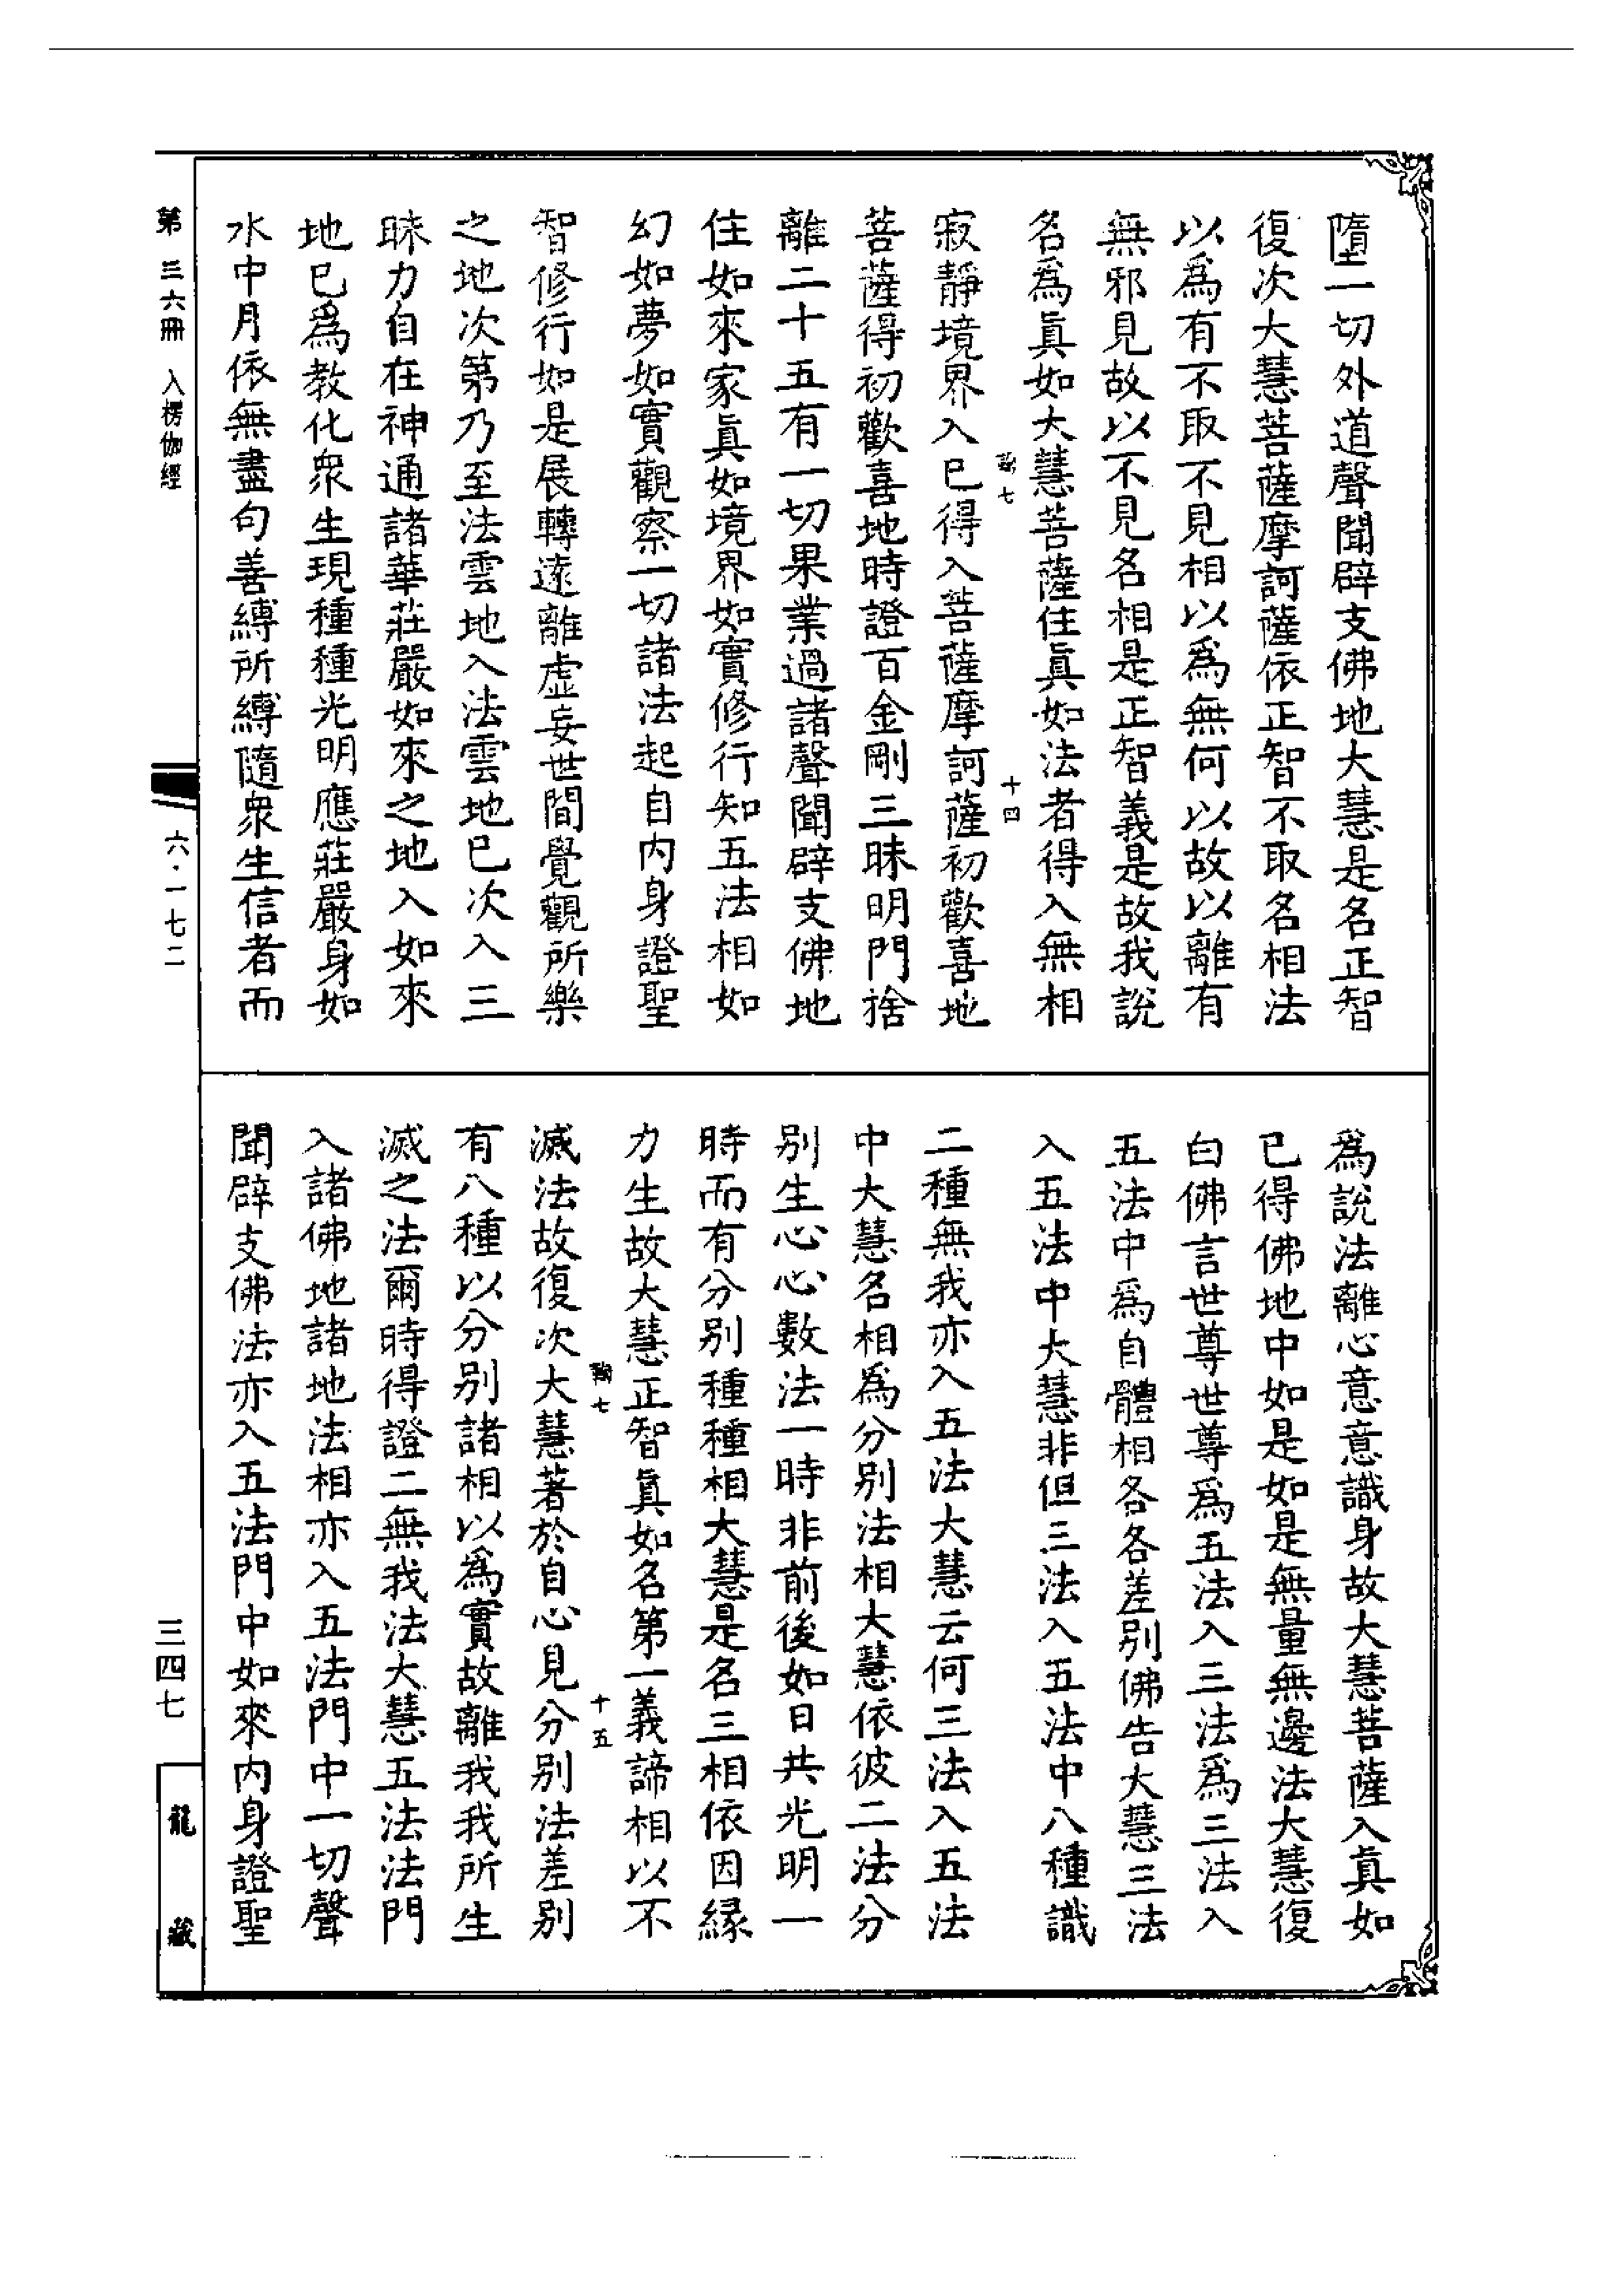 墮一切外道聲聞辟支佛地大慧是名正智
復次大慧菩薩摩訶薩依正智不取名相法
以爲有不取不見相以爲無何以故以離有
無邪見故以不見名相是正智義是故我說
名爲眞如大慧菩薩住眞如法者得入無相
七 十四
寂靜境界入已得入菩薩摩訶薩初歡喜地
菩薩得初歡喜地時證百金剛三昧明門捨
離二十五有一切果業過諸聲聞辟支佛地
住如來家眞如境界如實修行知五法相如
幻如夢如實觀察一切諸法起自內身證聖
智修行如是展轉遠離虛妄世間覺觀所樂
之地次第乃至法雲地入法雲地已次入三
昧力自在神通諸華莊嚴如來之地入如來
地已爲教化衆生現種種光明應莊嚴身如
水中月依無盡句善縛所縛隨衆生信者而
爲說法離心意意識身故大慧菩薩入眞如
已得佛地中如是如是無量無邊法大慧復
白佛言世尊世尊爲五法入三法爲三法入
五法中爲自體相各各差別佛告大慧三法
入五法中大慧非但三法入五法中八種識
二種無我亦入五法大慧云何三法入五法
中大慧名相爲分別法相大慧依彼二法分
別生心心數法一時非前後如日共光明一
時而有分別種種相大慧是名三相依因緣
力生故大慧正智眞如名第一義諦相以不
七 十五
滅法故復次大慧著於自心見分別法差別
有八種以分別諸相以爲實故離我我所生
滅之法爾時得證二無我法大慧五法法門
入諸佛地諸地法相亦入五法門中一切聲
聞辟支佛法亦入五法門中如來內身證聖
第三六冊 入楞伽經
六·一七二
三四七
龍藏